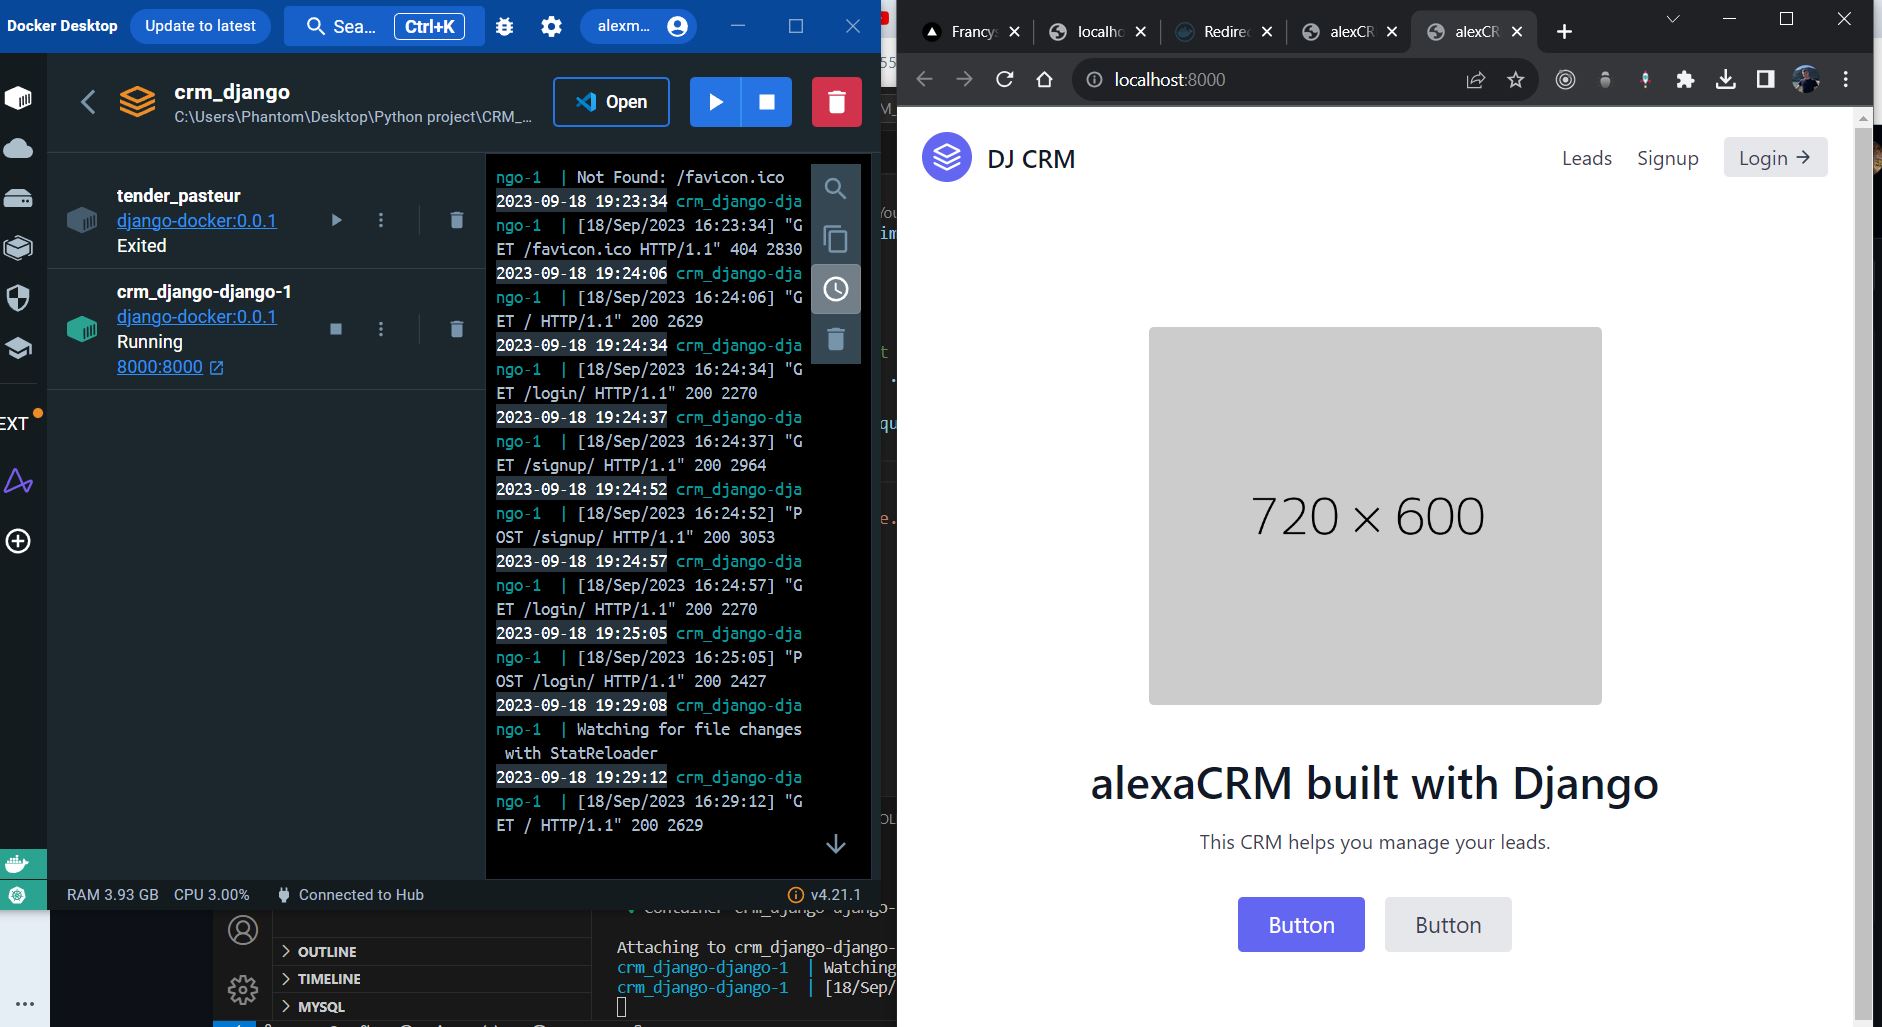 Docker Desktop
Update to latest
Sea...
Ctrl+K
alexm...
crm_django
C:\Users\Phantom\Desktop\Python project\CRM_...
Open
tender_pasteur
django-docker:0.0.1
Exited
crm_django-django-1
django-docker:0.0.1
Running
8000:8000
EXT
ngo-1 | Not Found: /favicon.ico
2023-09-18 19:23:34 crm_django-dja
ngo-1 | [18/Sep/2023 16:23:34] "G
ET /favicon.ico HTTP/1.1" 404 2830
2023-09-18 19:24:06 crm_django-dja
ngo-1 | [18/Sep/2023 16:24:06] "G
ET / HTTP/1.1" 200 2629
2023-09-18 19:24:34 crm_django-dja
ngo-1 | [18/Sep/2023 16:24:34] "G
ET /login/ HTTP/1.1" 200 2270
2023-09-18 19:24:37 crm_django-dja
ngo-1 | [18/Sep/2023 16:24:37] "G
ET /signup/ HTTP/1.1" 200 2964
2023-09-18 19:24:52 crm_django-dja
ngo-1 | [18/Sep/2023 16:24:52] "P
OST /signup/ HTTP/1.1" 200 3053
2023-09-18 19:24:57 crm_django-dja
ngo-1 | [18/Sep/2023 16:24:57] "G
ET /login/ HTTP/1.1" 200 2270
2023-09-18 19:25:05 crm_django-dja
ngo-1 | [18/Sep/2023 16:25:05] "P
OST /login/ HTTP/1.1" 200 2427
2023-09-18 19:29:08 crm_django-dja
ngo-1 | Watching for file changes
with StatReloader
2023-09-18 19:29:12 crm_django-dja
ngo-1 | [18/Sep/2023 16:29:12] "G
ET / HTTP/1.1" 200 2629
RAM 3.93 GB CPU 3.00% Connected to Hub
v4.21.1
OUTLINE
TIMELINE
MYSQL
Attaching to crm_django-django-
crm_django-django-1 | Watching
crm_django-django-1 | [18/Sep/
Francys
localho
Redirec
alexCR
alexCR
localhost:8000
DJ CRM
Leads
Signup
Login →
720 × 600
alexaCRM built with Django
This CRM helps you manage your leads.
Button
Button